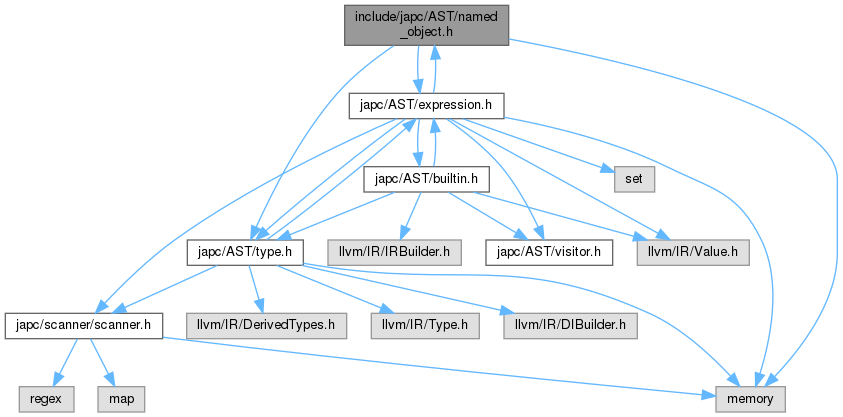 include/japc/AST/named
_object.h
japc/AST/expression.h
japc/AST/builtin.h
set
japc/AST/type.h
llvm/IR/IRBuilder.h
japc/AST/visitor.h
llvm/IR/Value.h
japc/scanner/scanner.h
llvm/IR/DerivedTypes.h
llvm/IR/Type.h
llvm/IR/DIBuilder.h
regex
map
memory